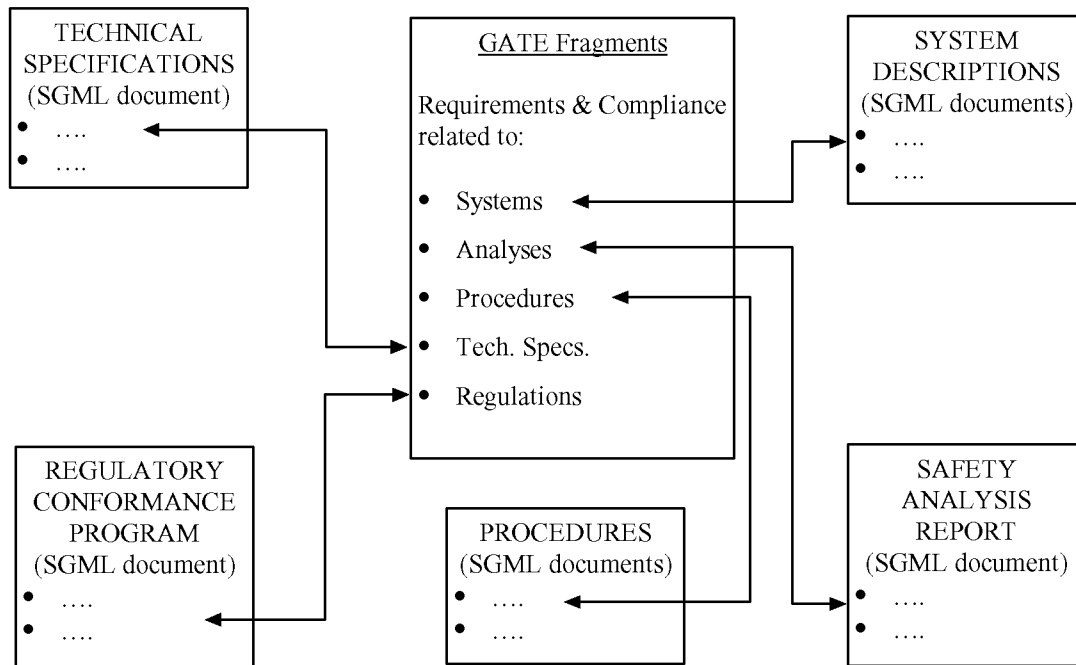 TECHNICAL
SPECIFICATIONS
(SGML document)
• ....
• ....
GATE Fragments
Requirements & Compliance
related to:
• Systems
• Analyses
• Procedures
• Tech. Specs.
• Regulations
SYSTEM
DESCRIPTIONS
(SGML documents)
• ....
• ....
REGULATORY
CONFORMANCE
PROGRAM
(SGML document)
• ....
• ....
PROCEDURES
(SGML documents)
• ....
• ....
SAFETY
ANALYSIS
REPORT
(SGML document)
• ....
• ....